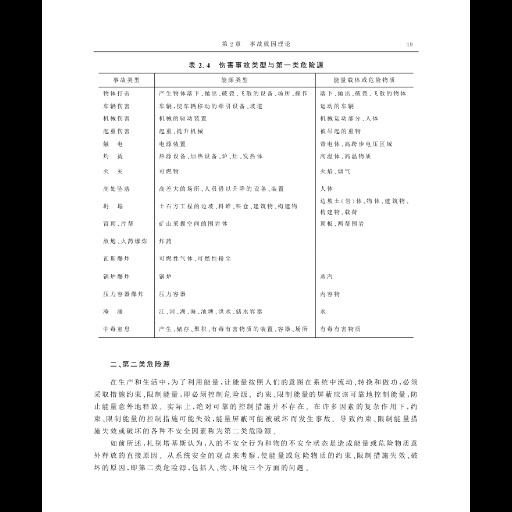 第2章 事故致因理论 19
表 2.4 伤害事故类型与第一类危险源
事故类型 能源类型 能量载体或危险物质
物体打击 产生物体落下、抛出、破裂、飞散的设备、场所、操作 落下、抛出、破裂、飞散的物体
车辆伤害 车辆,使车辆移动的牵引设备、坡道 运动的车辆
机械伤害 机械的驱动装置 机械运动部分、人体
起重伤害 起重、提升机械 被吊起的重物
触 电 电源装置 带电体、高跨步电压区域
灼 烫 热源设备、加热设备、炉、灶、发热体 高温体、高温物质
火 灾 可燃物 火焰、烟气
高处坠落 高差大的场所、人员借以升降的设备、装置 人体
坍 塌 土石方工程的边坡、料堆、料仓、建筑物、构筑物 边坡土(岩)体、物体、建筑物、
构筑物、载荷
冒顶、片帮 矿山采掘空间的围岩体 顶板、两帮围岩
放炮、火药爆炸 炸药
瓦斯爆炸 可燃性气体、可燃性粉尘
锅炉爆炸 锅炉 蒸汽
压力容器爆炸 压力容器 内容物
淹 溺 江、河、湖、海、池塘、洪水、储水容器 水
中毒窒息 产生、储存、聚积、有毒有害物质的装置、容器、场所 有毒有害物质
二、第二类危险源
在生产和生活中,为了利用能量,让能量按照人们的意图在系统中流动、转换和做功,必须
采取措施约束、限制能量,即必须控制危险源。约束、限制能量的屏蔽应该可靠地控制能量,防
止能量意外地释放。实际上,绝对可靠的控制措施并不存在。在许多因素的复杂作用下,约
束、限制能量的控制措施可能失效,能量屏蔽可能被破坏而发生事故。导致约束、限制能量措
施失效或破坏的各种不安全因素称为第二类危险源。
如前所述,札别塔基斯认为,人的不安全行为和物的不安全状态是造成能量或危险物质意
外释放的直接原因。从系统安全的观点来考察,使能量或危险物质的约束、限制措施失效、破
坏的原因,即第二类危险源,包括人、物、环境三个方面的问题。